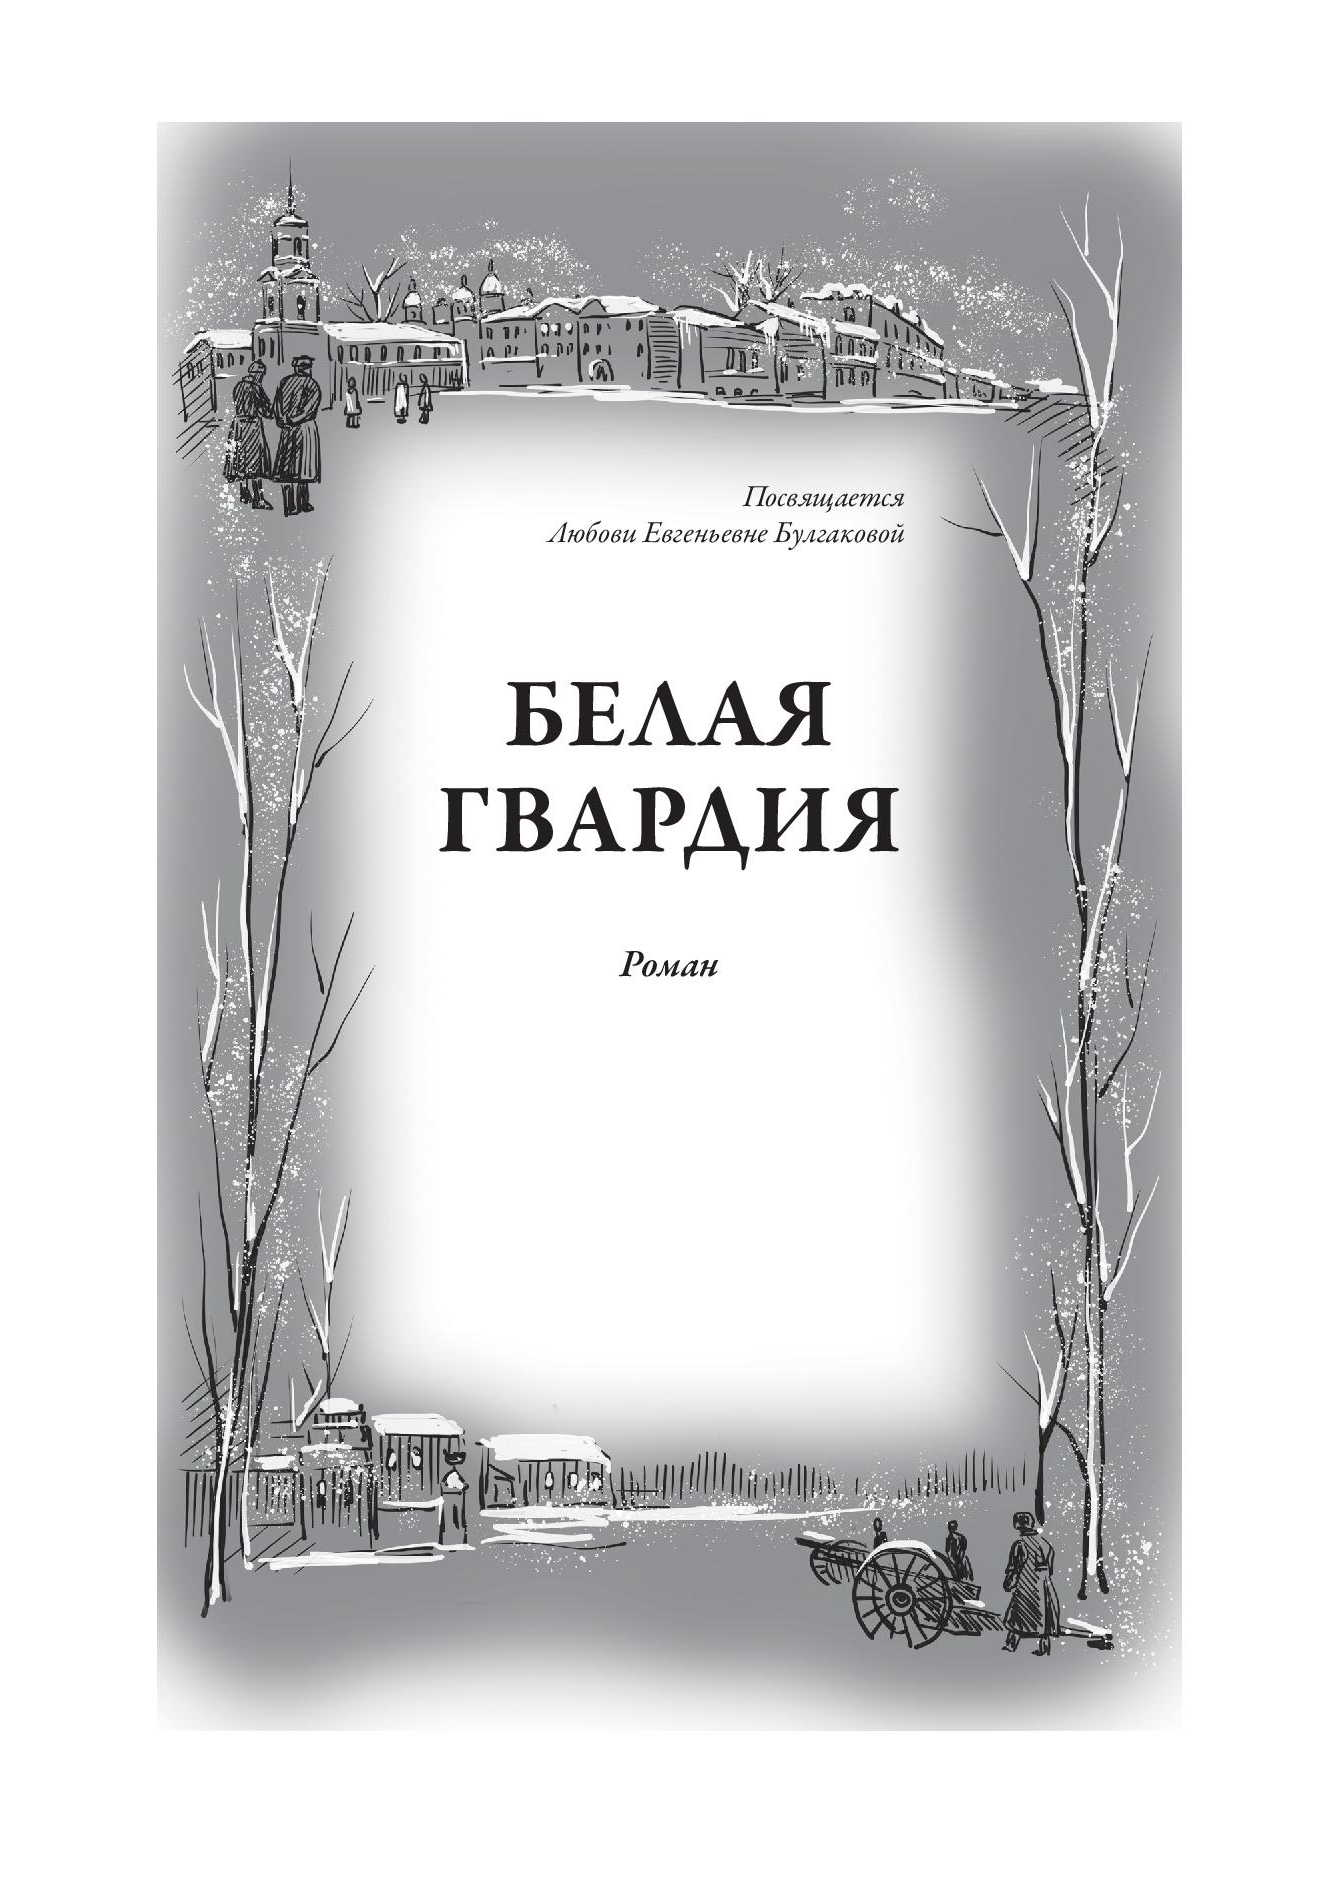 Посвящается
Любови Евгеньевне Булгаковой
БЕЛАЯ
ГВАРДИЯ
Роман